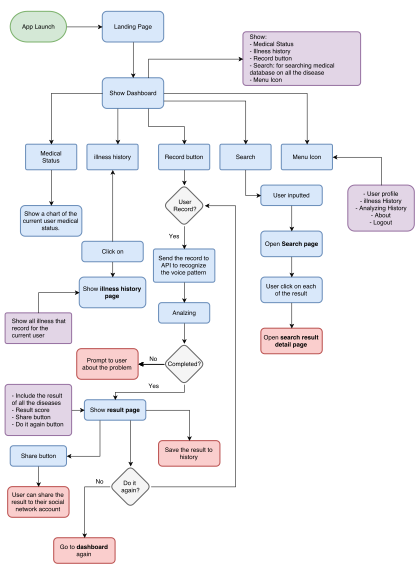 App Launch
Landing Page
Show:
- Medical Status
- Illness history
- Record button
- Search: for searching medical
database on all the disease
- Menu Icon
Show Dashboard
Medical
Status
illness history
Record button
Search
Menu Icon
Show a chart of the
current user medical
status.
User
Record?
User inputted
- User profile
- illness History
- Analyzing History
- About
- Logout
Yes
Click on
Send the record to
API to recognize
the voice pattern
Open Search page
Show illness history
page
User click on each
of the result
Show all illness that
record for the
current user
Analizing
Open search result
detail page
Prompt to user
about the problem
No
Completed?
Yes
- Include the result
of all the diseases
- Result score
- Share button
- Do it again button
Show result page
Share button
Save the result to
history
User can share the
result to their social
network account
No
Do it
again?
Go to dashboard
again